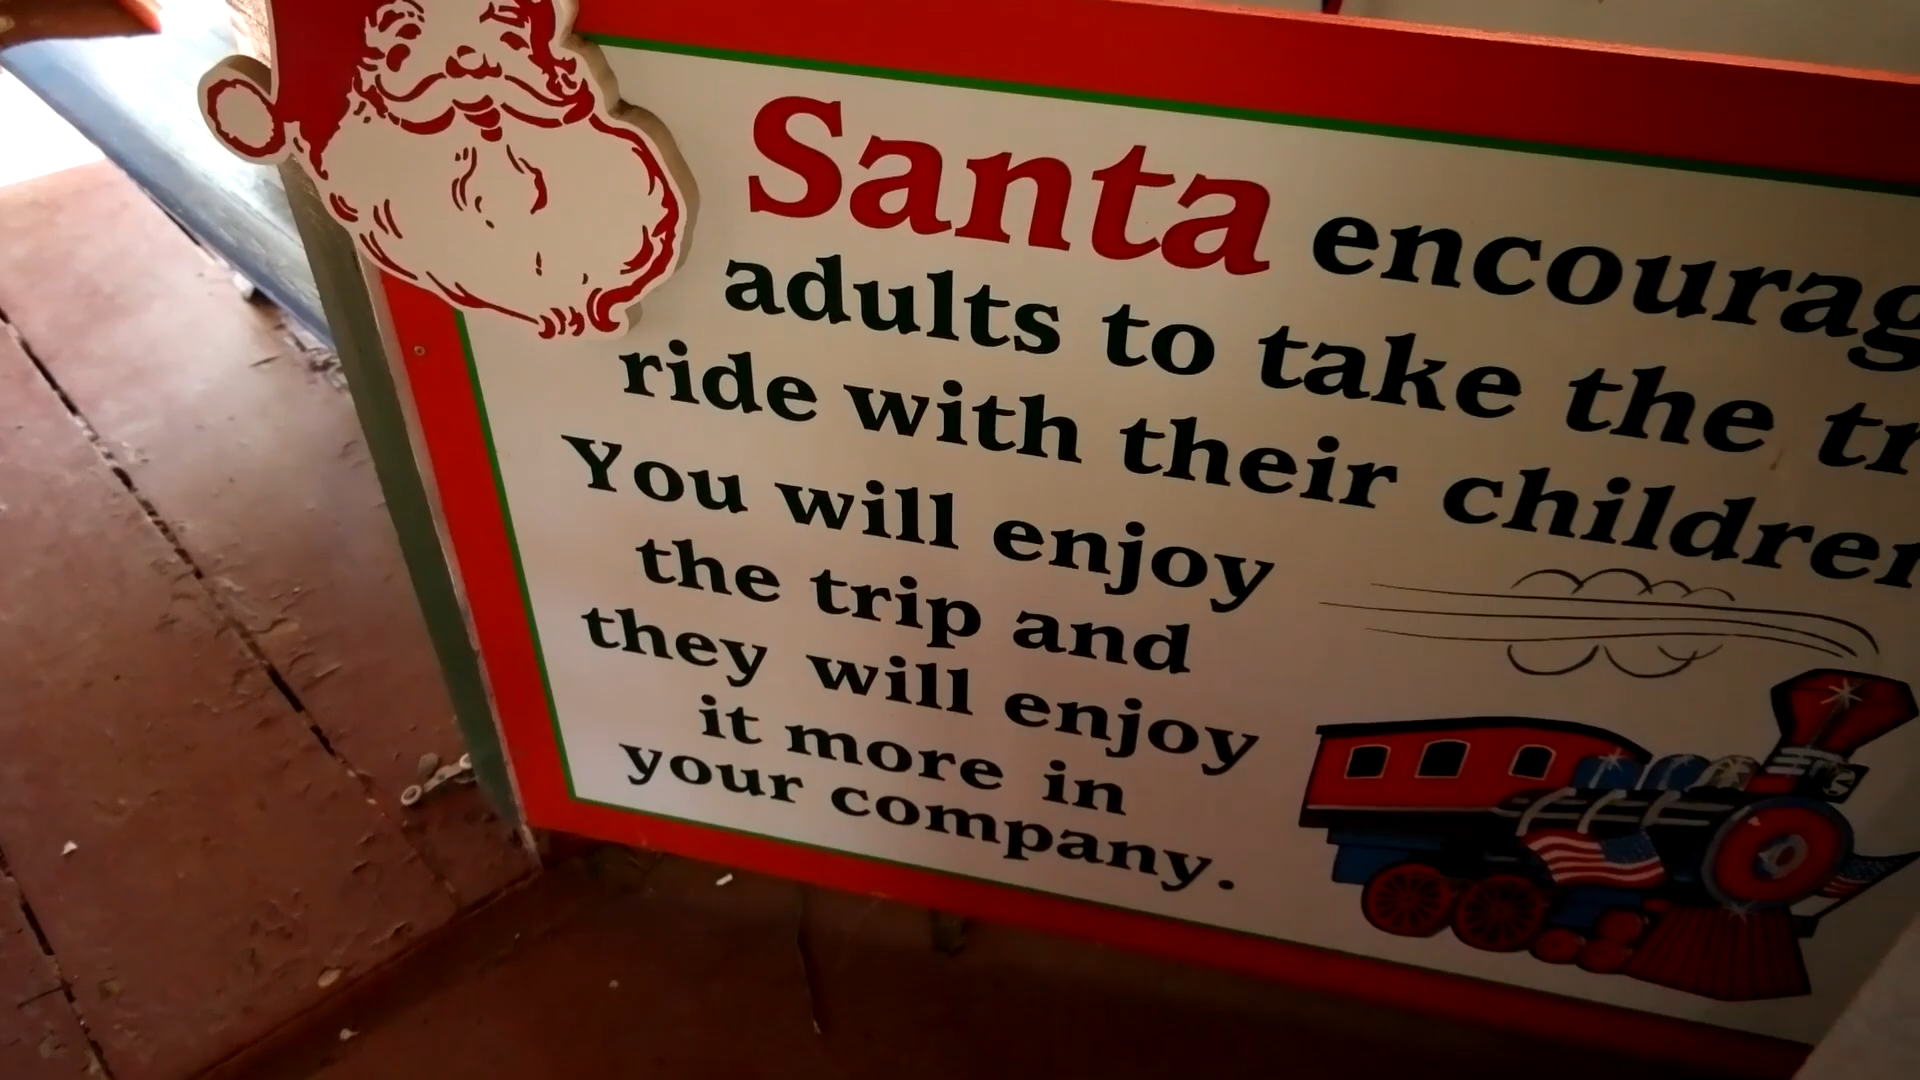 Santa encourag
adults to take the tr
ride with their children
You will enjoy
the trip and
they will enjoy
it more in
your company.